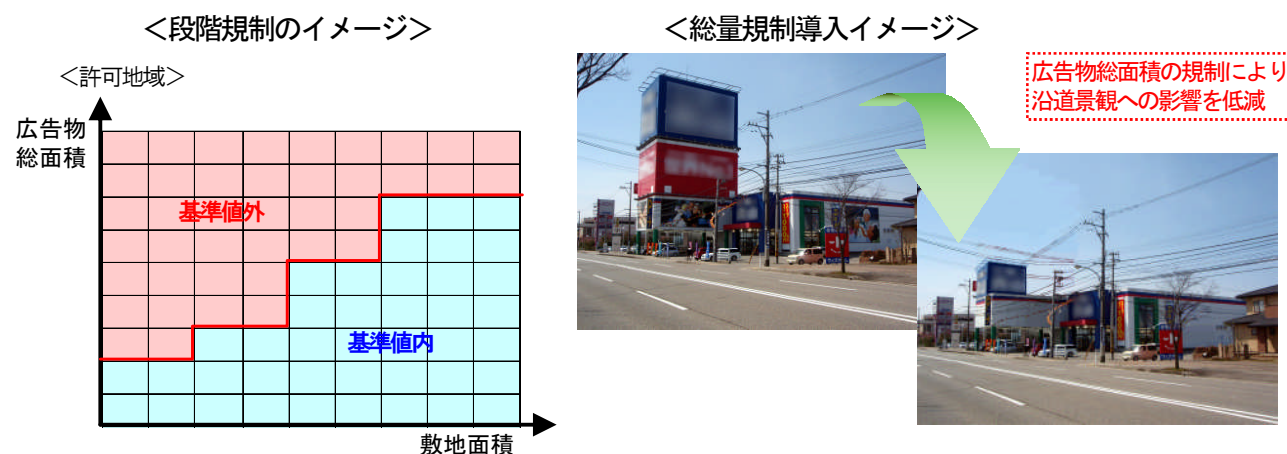 ＜段階規制のイメージ＞
＜許可地域＞
広告物
総面積
基準値外
基準値内
敷地面積
＜総量規制導入イメージ＞
広告物総面積の規制により
沿道景観への影響を低減